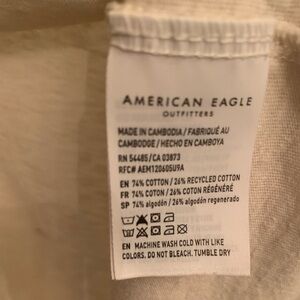 AMERICAN EAGLE
OUTFITTERS
MADE IN CAMBODIA / FABRIQUÉ AU
CAMBODGE / HECHO EN CAMBOYA
RN 54485/CA 03873
RFC# AEM120605U9A
EN 74% COTTON / 26% RECYCLED COTTON
FR 74% COTON / 26% COTON RÉGÉNÉRÉ
SP 74% algodón / 26% algodón regenerado
EN MACHINE WASH COLD WITH LIKE
COLORS. DO NOT BLEACH. TUMBLE DRY